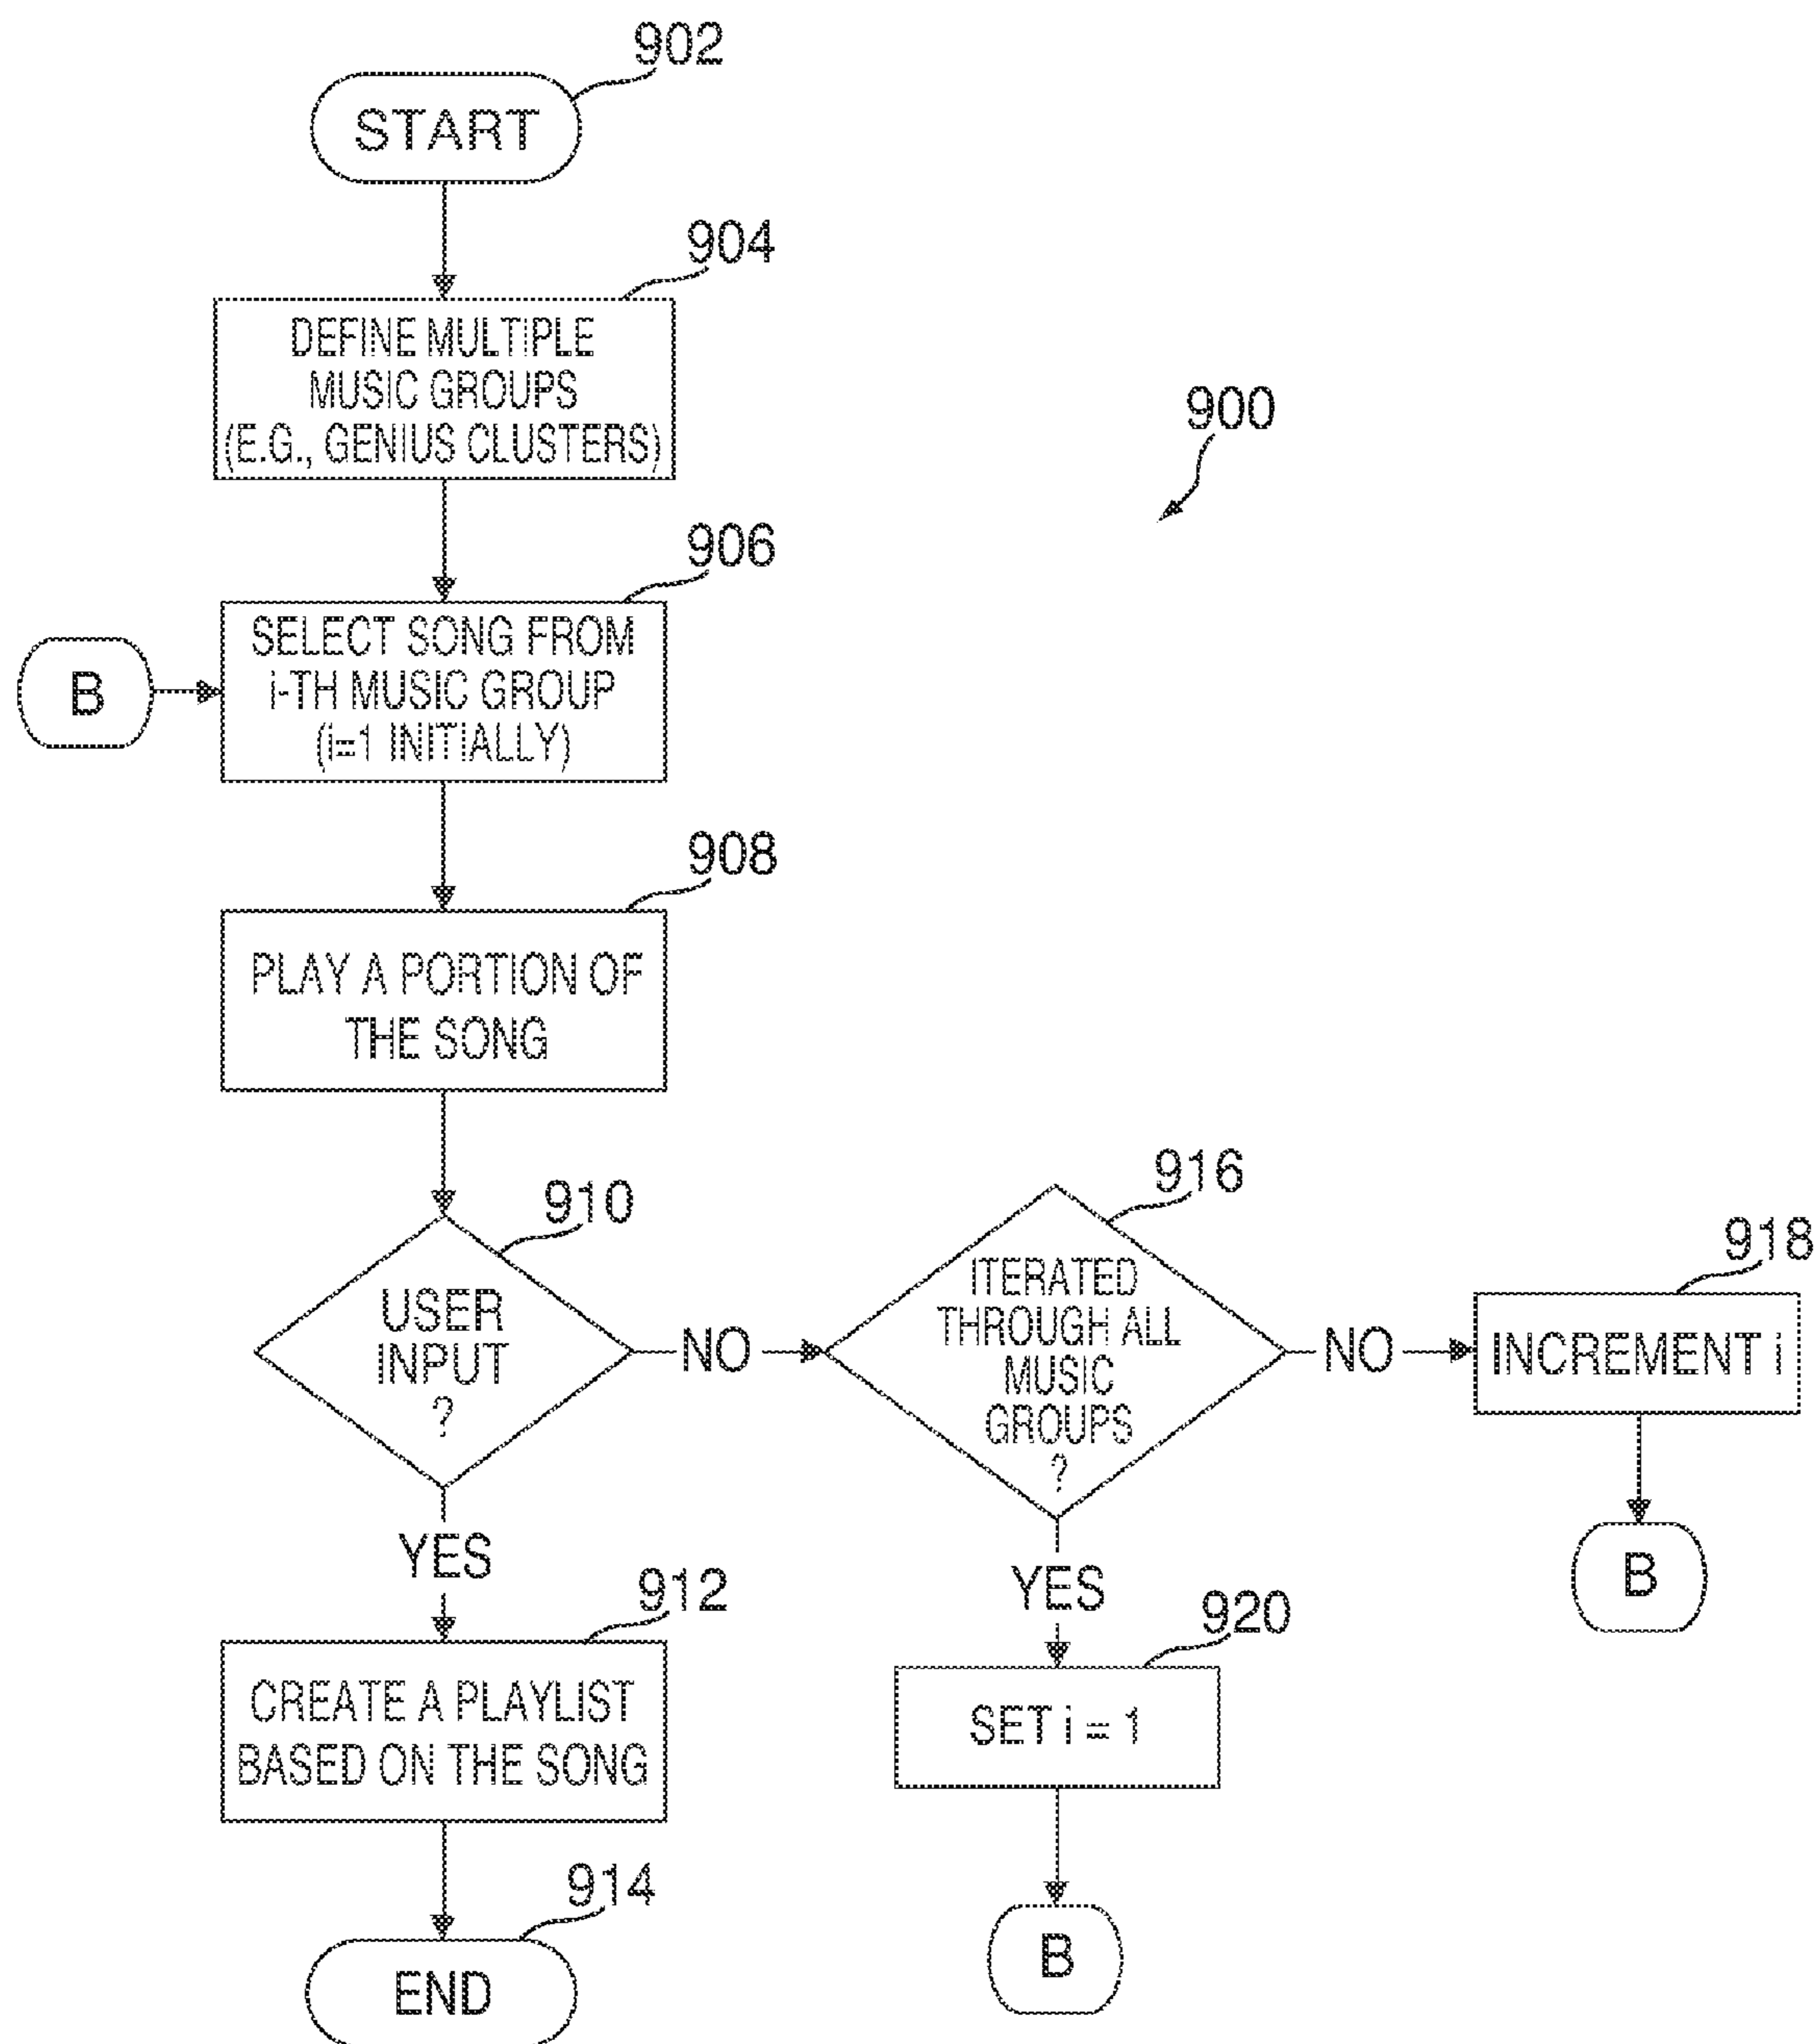 902
START
904
DEFINE MULTIPLE
MUSIC GROUPS
(E.G., GENIUS CLUSTERS)
900
906
SELECT SONG FROM
i-TH MUSIC GROUP
(i=1 INITIALLY)
B
908
PLAY A PORTION OF
THE SONG
910
USER
INPUT
?
NO
916
ITERATED
THROUGH ALL
MUSIC
GROUPS
?
NO
918
INCREMENT i
B
YES
912
CREATE A PLAYLIST
BASED ON THE SONG
YES
920
SET i = 1
B
914
END